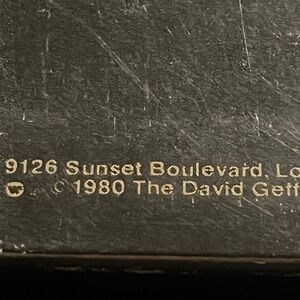 9126 Sunset Boulevard, Lo
© 1980 The David Geff